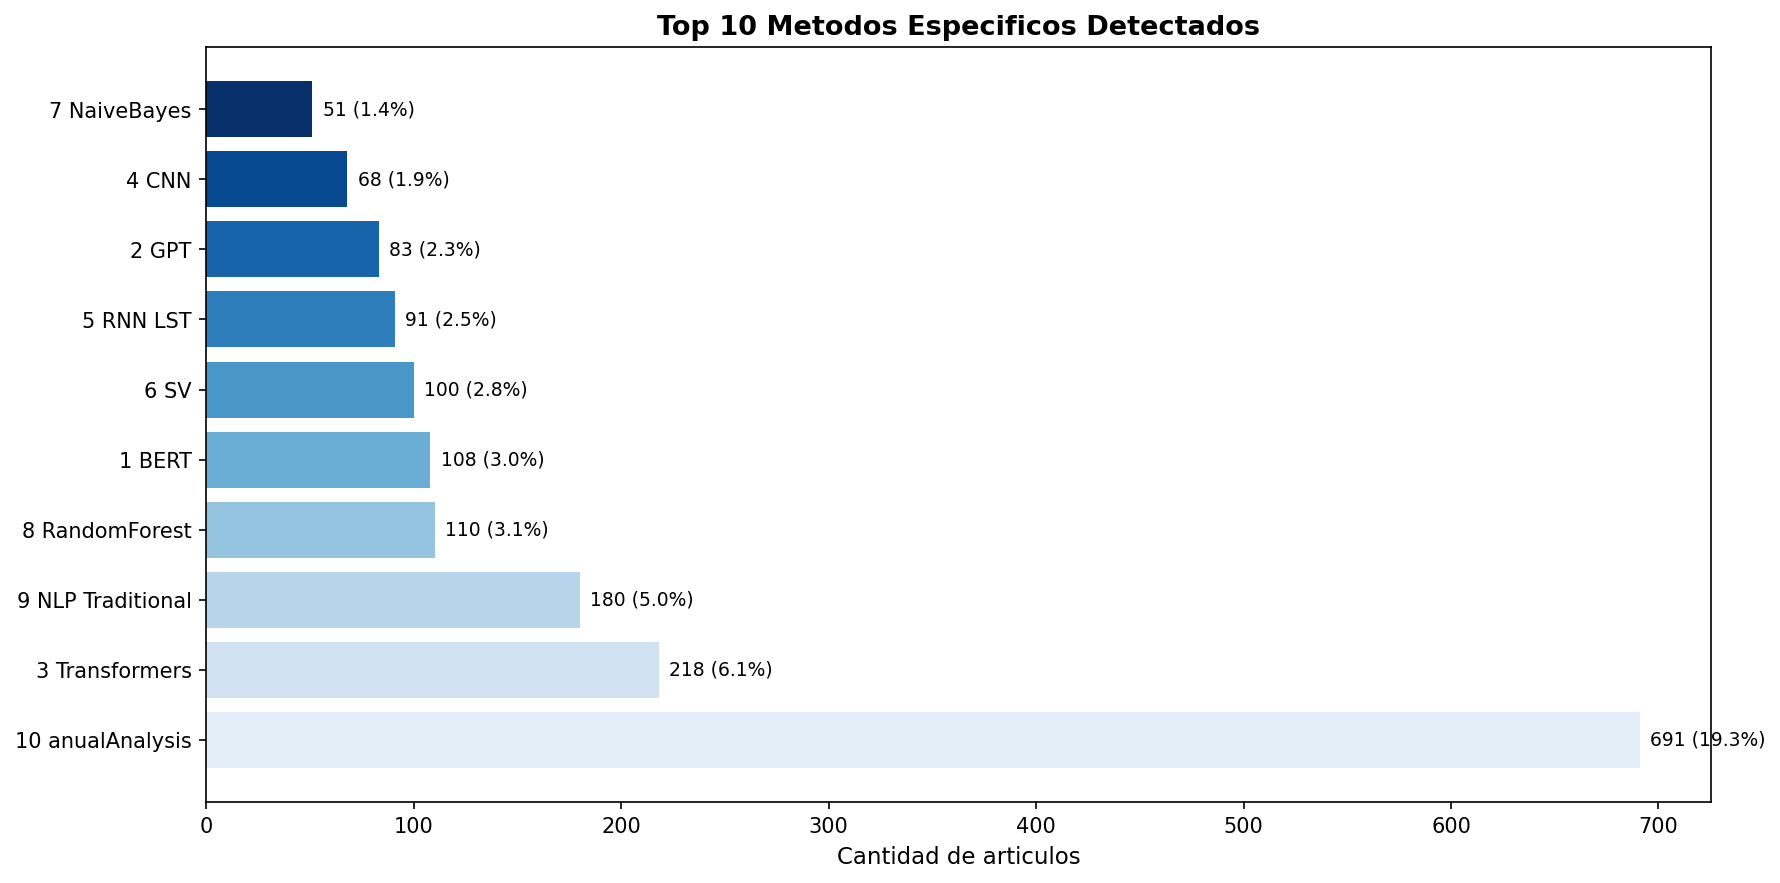 Top 10 Metodos Especificos Detectados
7 NaiveBayes 51 (1.4%)
4 CNN 68 (1.9%)
2 GPT 83 (2.3%)
5 RNN LST 91 (2.5%)
6 SV 100 (2.8%)
1 BERT 108 (3.0%)
8 RandomForest 110 (3.1%)
9 NLP Traditional 180 (5.0%)
3 Transformers 218 (6.1%)
10 anualAnalysis 691 (19.3%)
0 100 200 300 400 500 600 700
Cantidad de articulos